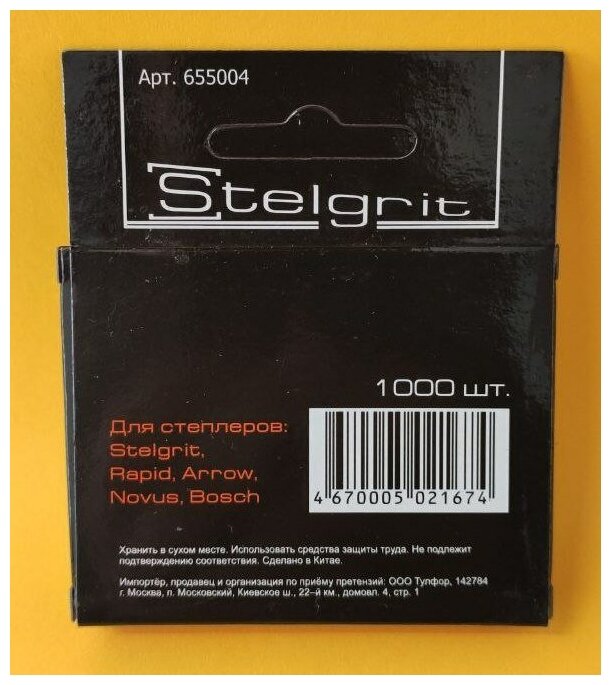 Арт. 655004
Stelgrit
1000 шт.
Для степлеров:
Stelgrit,
Rapid, Arrow,
Novus, Bosch
4 670005 021674
Хранить в сухом месте. Использовать средства защиты труда. Не подлежит
подтверждению соответствия. Сделано в Китае.
Импортёр, продавец и организация по приёму претензий: ООО Тулфор, 142784
г. Москва, п. Московский, Киевское ш., 22-й км., домовл. 4, стр. 1